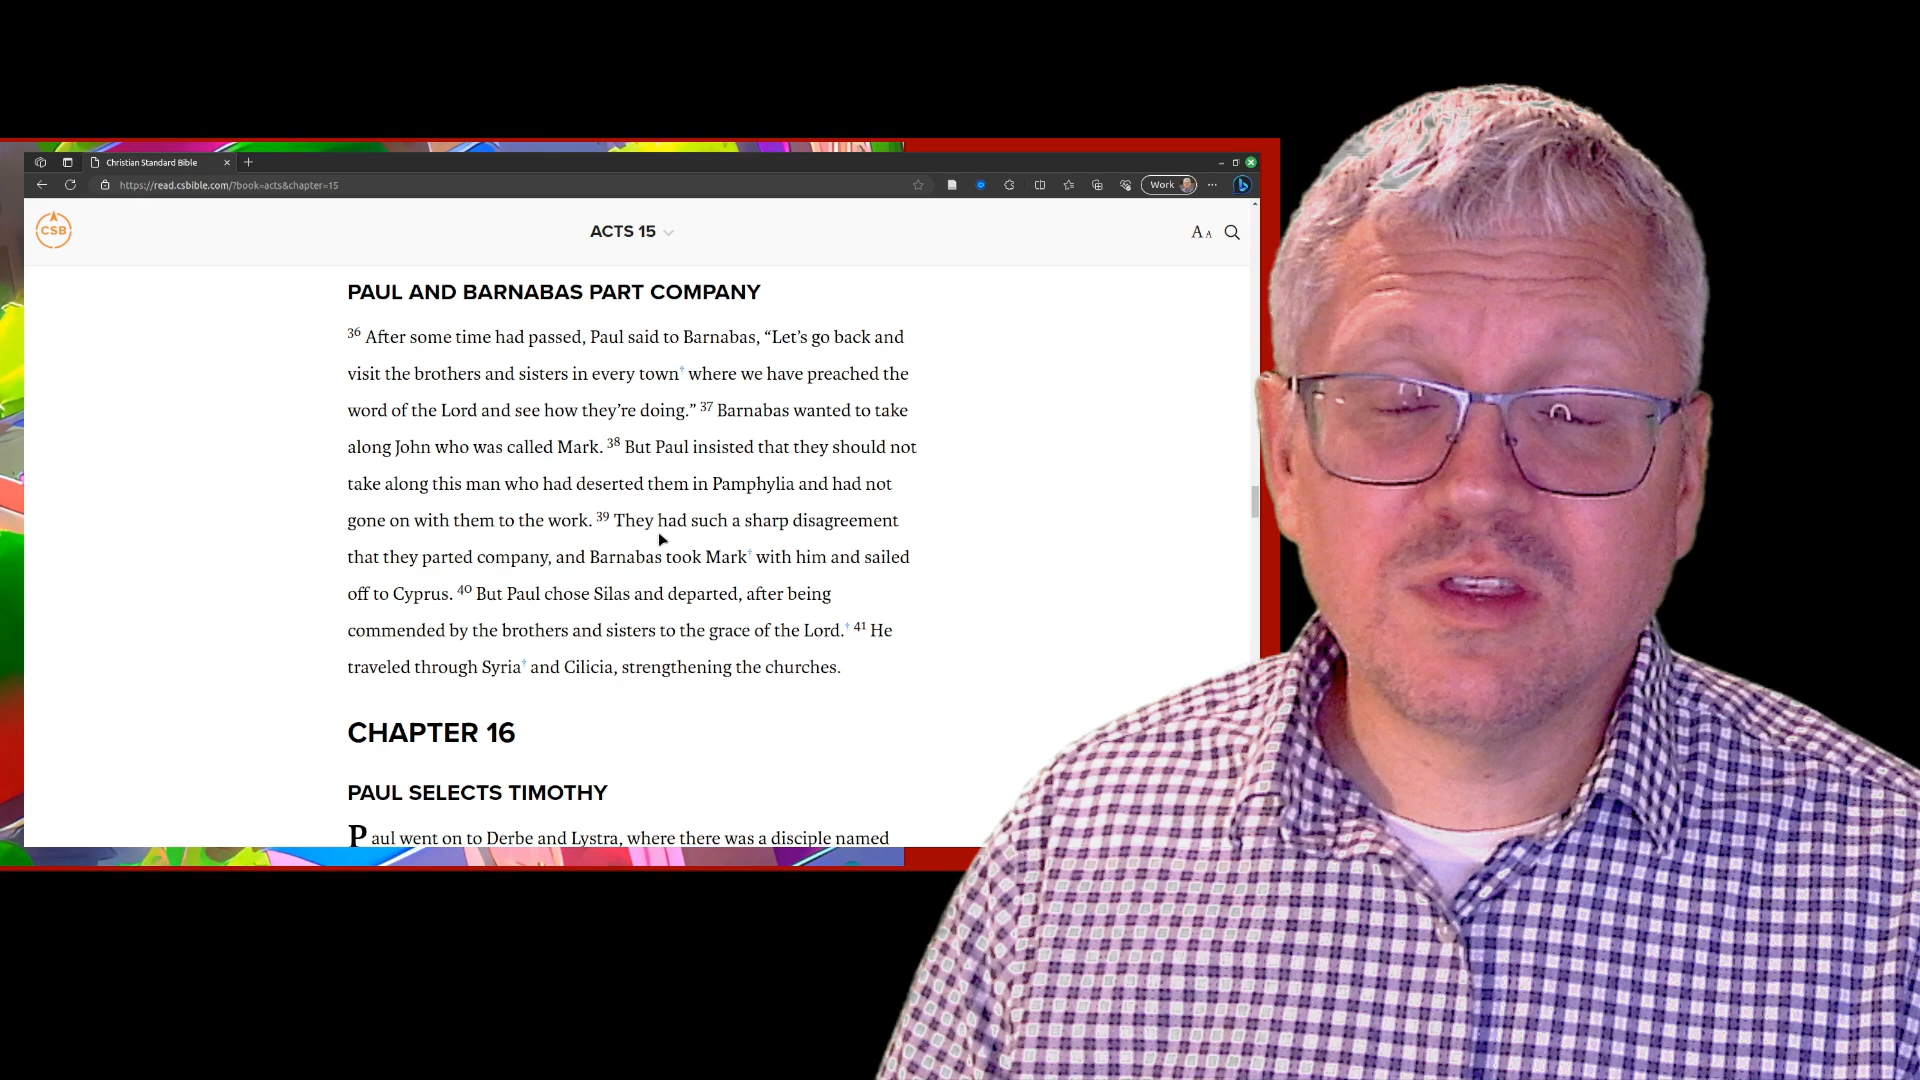 Christian Standard Bible
https://read.csbible.com/?book=acts&chapter=15
Work
CSB
ACTS 15
AA
PAUL AND BARNABAS PART COMPANY
36 After some time had passed, Paul said to Barnabas, “Let’s go back and
visit the brothers and sisters in every town† where we have preached the
word of the Lord and see how they’re doing.” 37 Barnabas wanted to take
along John who was called Mark. 38 But Paul insisted that they should not
take along this man who had deserted them in Pamphylia and had not
gone on with them to the work. 39 They had such a sharp disagreement
that they parted company, and Barnabas took Mark† with him and sailed
off to Cyprus. 40 But Paul chose Silas and departed, after being
commended by the brothers and sisters to the grace of the Lord.† 41 He
traveled through Syria† and Cilicia, strengthening the churches.
CHAPTER 16
PAUL SELECTS TIMOTHY
Paul went on to Derbe and Lystra, where there was a disciple named